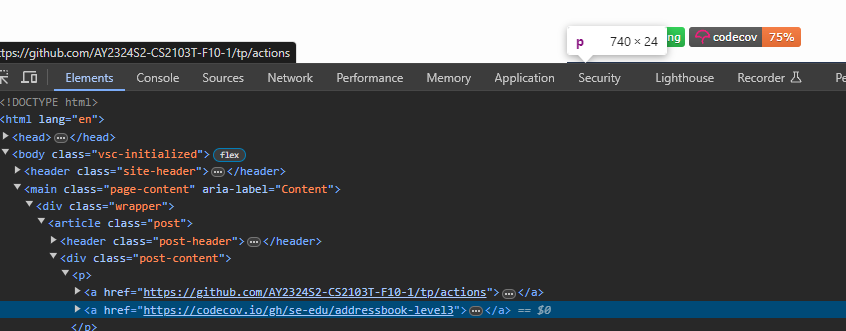 ng codecov 75%
p 740 × 24
ttps://github.com/AY2324S2-CS2103T-F10-1/tp/actions
Elements Console Sources Network Performance Memory Application Security Lighthouse Recorder Pe
<!DOCTYPE html>
<html lang="en">
<head> ⋯ </head>
<body class="vsc-initialized"> flex
<header class="site-header"> ⋯ </header>
<main class="page-content" aria-label="Content">
<div class="wrapper">
<article class="post">
<header class="post-header"> ⋯ </header>
<div class="post-content">
<p>
<a href="https://github.com/AY2324S2-CS2103T-F10-1/tp/actions"> ⋯ </a>
<a href="https://codecov.io/gh/se-edu/addressbook-level3"> ⋯ </a> == $0
</p>